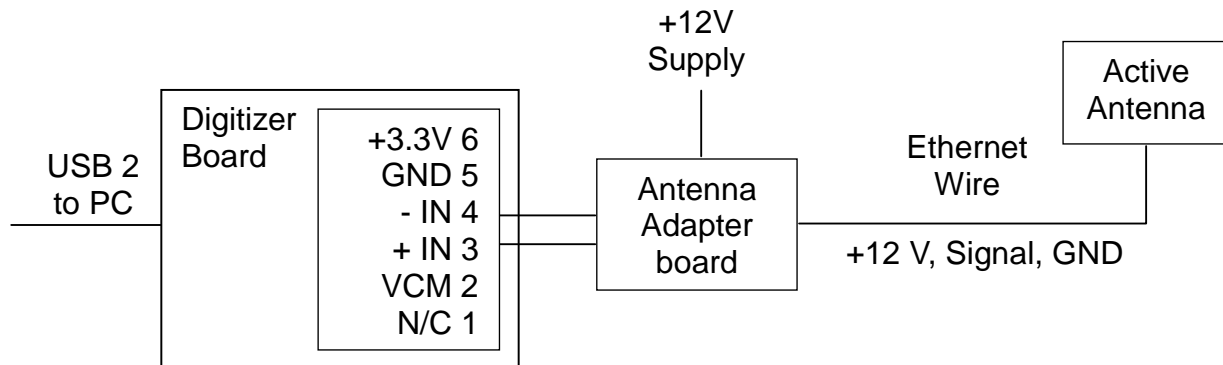 +12V
Supply
Active
Antenna
Digitizer
Board
+3.3V 6
GND 5
- IN 4
+ IN 3
VCM 2
N/C 1
USB 2
to PC
Antenna
Adapter
board
Ethernet
Wire
+12 V, Signal, GND